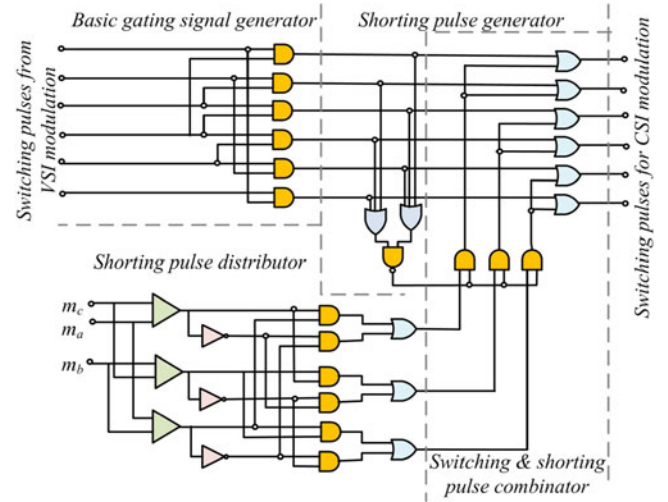 Basic gating signal generator
Shorting pulse generator
Switching pulses from
VSI modulation
Switching pulses for CSI modulation
Shorting pulse distributor
m_c
m_a
m_b
Switching & shorting
pulse combinator